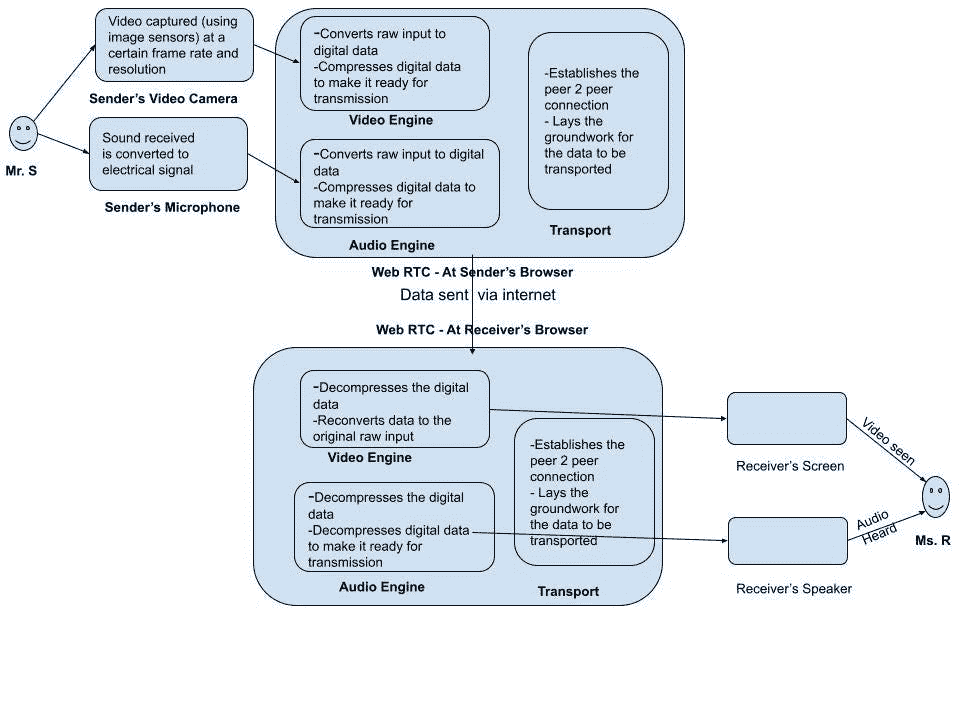 Video captured (using
image sensors) at a
certain frame rate and
resolution
Sender's Video Camera
Mr. S
Sound received
is converted to
electrical signal
Sender's Microphone
-Converts raw input to
digital data
-Compresses digital data
to make it ready for
transmission
Video Engine
-Converts raw input to digital
data
-Compresses digital data to
make it ready for
transmission
Audio Engine
-Establishes the
peer 2 peer
connection
- Lays the
groundwork for
the data to be
transported
Transport
Web RTC - At Sender's Browser
Data sent via internet
Web RTC - At Receiver's Browser
-Decompresses the digital
data
-Reconverts data to the
original raw input
Video Engine
-Decompresses the digital
data
-Decompresses digital data
to make it ready for
transmission
Audio Engine
-Establishes the
peer 2 peer
connection
- Lays the
groundwork for
the data to be
transported
Transport
Receiver's Screen
Video seen
Receiver's Speaker
Audio
Heard
Ms. R